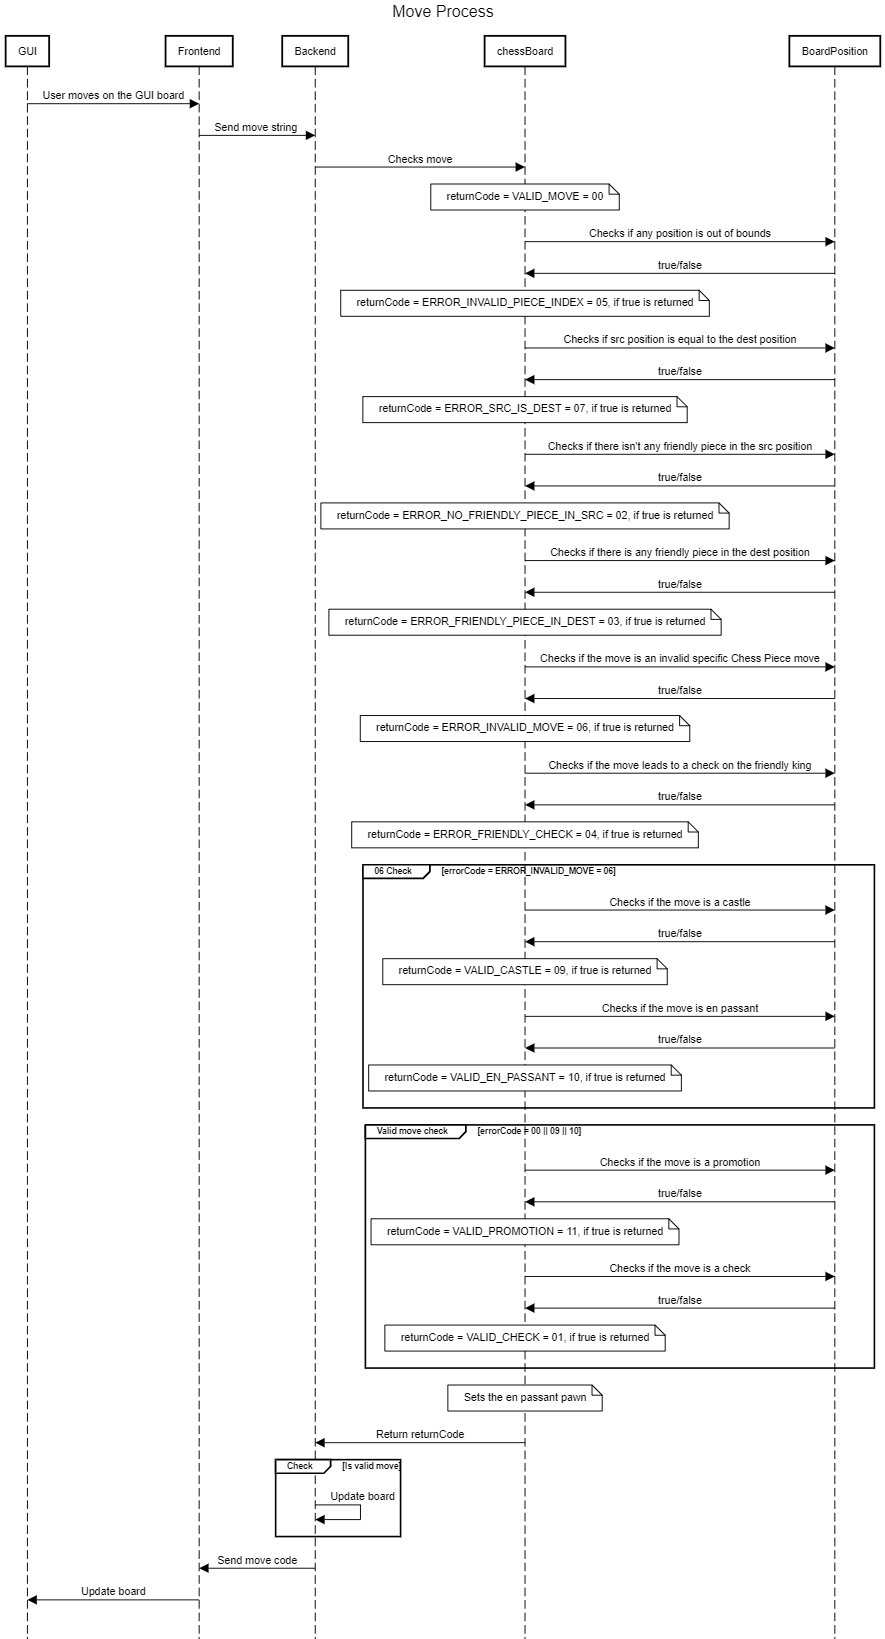 Move Process
GUI
Frontend
Backend
chessBoard
BoardPosition
User moves on the GUI board
Send move string
Checks move
returnCode = VALID_MOVE = 00
Checks if any position is out of bounds
true/false
returnCode = ERROR_INVALID_PIECE_INDEX = 05, if true is returned
Checks if src position is equal to the dest position
true/false
returnCode = ERROR_SRC_IS_DEST = 07, if true is returned
Checks if there isn't any friendly piece in the src position
true/false
returnCode = ERROR_NO_FRIENDLY_PIECE_IN_SRC = 02, if true is returned
Checks if there is any friendly piece in the dest position
true/false
returnCode = ERROR_FRIENDLY_PIECE_IN_DEST = 03, if true is returned
Checks if the move is an invalid specific Chess Piece move
true/false
returnCode = ERROR_INVALID_MOVE = 06, if true is returned
Checks if the move leads to a check on the friendly king
true/false
returnCode = ERROR_FRIENDLY_CHECK = 04, if true is returned
06 Check [errorCode = ERROR_INVALID_MOVE = 06]
Checks if the move is a castle
true/false
returnCode = VALID_CASTLE = 09, if true is returned
Checks if the move is en passant
true/false
returnCode = VALID_EN_PASSANT = 10, if true is returned
Valid move check [errorCode = 00 || 09 || 10]
Checks if the move is a promotion
true/false
returnCode = VALID_PROMOTION = 11, if true is returned
Checks if the move is a check
true/false
returnCode = VALID_CHECK = 01, if true is returned
Sets the en passant pawn
Return returnCode
Check [Is valid move]
Update board
Send move code
Update board